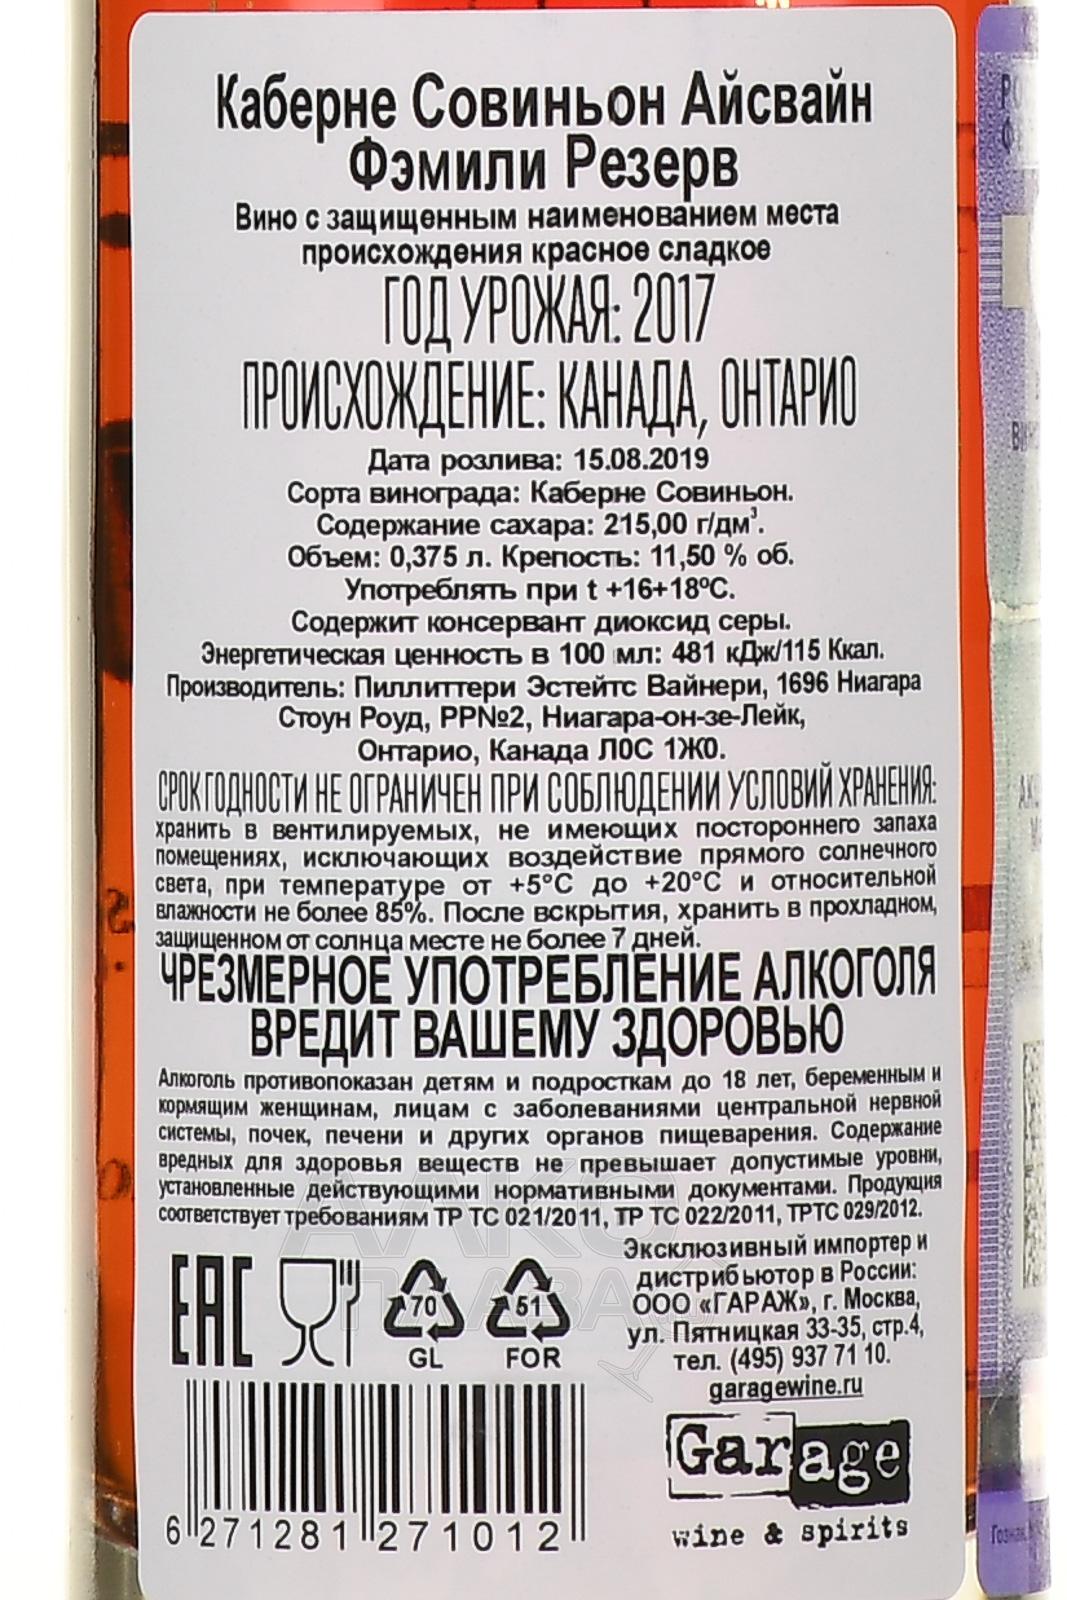 Каберне Совиньон Айсвайн
Фэмили Резерв
Вино с защищенным наименованием места
происхождения красное сладкое
ГОД УРОЖАЯ: 2017
ПРОИСХОЖДЕНИЕ: КАНАДА, ОНТАРИО
Дата розлива: 15.08.2019
Сорта винограда: Каберне Совиньон.
Содержание сахара: 215,00 г/дм³.
Объем: 0,375 л. Крепость: 11,50 % об.
Употреблять при t +16+18ºC.
Содержит консервант диоксид серы.
Энергетическая ценность в 100 мл: 481 кДж/115 Ккал.
Производитель: Пиллиттери Эстейтс Вайнери, 1696 Ниагара
Стоун Роуд, РР№2, Ниагара-он-зе-Лейк,
Онтарио, Канада Л0С 1Ж0.
СРОК ГОДНОСТИ НЕ ОГРАНИЧЕН ПРИ СОБЛЮДЕНИИ УСЛОВИЙ ХРАНЕНИЯ:
хранить в вентилируемых, не имеющих постороннего запаха
помещениях, исключающих воздействие прямого солнечного
света, при температуре от +5°С до +20°С и относительной
влажности не более 85%. После вскрытия, хранить в прохладном,
защищенном от солнца месте не более 7 дней.
ЧРЕЗМЕРНОЕ УПОТРЕБЛЕНИЕ АЛКОГОЛЯ
ВРЕДИТ ВАШЕМУ ЗДОРОВЬЮ
Алкоголь противопоказан детям и подросткам до 18 лет, беременным и
кормящим женщинам, лицам с заболеваниями центральной нервной
системы, почек, печени и других органов пищеварения. Содержание
вредных для здоровья веществ не превышает допустимые уровни,
установленные действующими нормативными документами. Продукция
соответствует требованиям ТР ТС 021/2011, ТР ТС 022/2011, ТРТС 029/2012.
Эксклюзивный импортер и
дистрибьютор в России:
ООО «ГАРАЖ», г. Москва,
ул. Пятницкая 33-35, стр.4,
тел. (495) 937 71 10.
garagewine.ru
EAC
70
GL
51
FOR
Garage
wine & spirits
6 271281 271012
АЛКО
ПЛАЗА